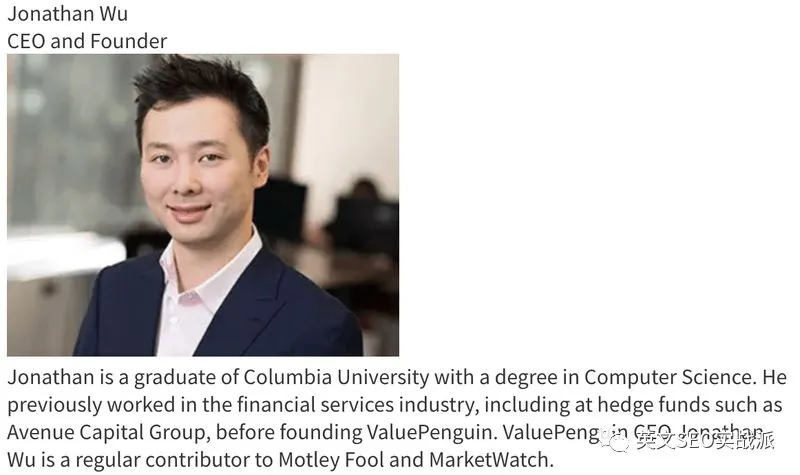 Jonathan Wu
CEO and Founder
Jonathan is a graduate of Columbia University with a degree in Computer Science. He
previously worked in the financial services industry, including at hedge funds such as
Avenue Capital Group, before founding ValuePenguin. ValuePenguin CEO Jonathan
Wu is a regular contributor to Motley Fool and MarketWatch.
英文SEO实战派